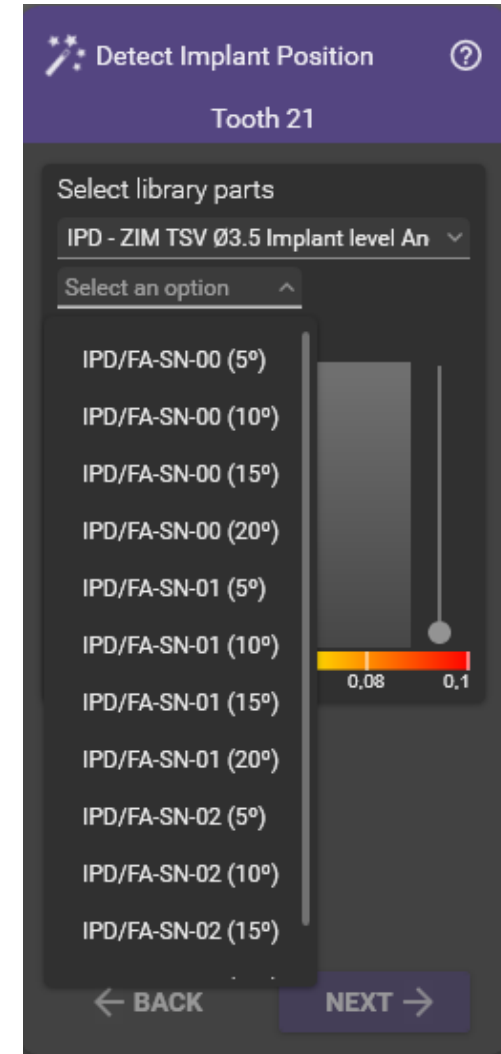 Detect Implant Position
Tooth 21
Select library parts
IPD - ZIM TSV Ø3.5 Implant level An
Select an option
IPD/FA-SN-00 (5º)
IPD/FA-SN-00 (10º)
IPD/FA-SN-00 (15º)
IPD/FA-SN-00 (20º)
IPD/FA-SN-01 (5º)
IPD/FA-SN-01 (10º)
IPD/FA-SN-01 (15º)
IPD/FA-SN-01 (20º)
IPD/FA-SN-02 (5º)
IPD/FA-SN-02 (10º)
IPD/FA-SN-02 (15º)
0,08 0,1
BACK NEXT